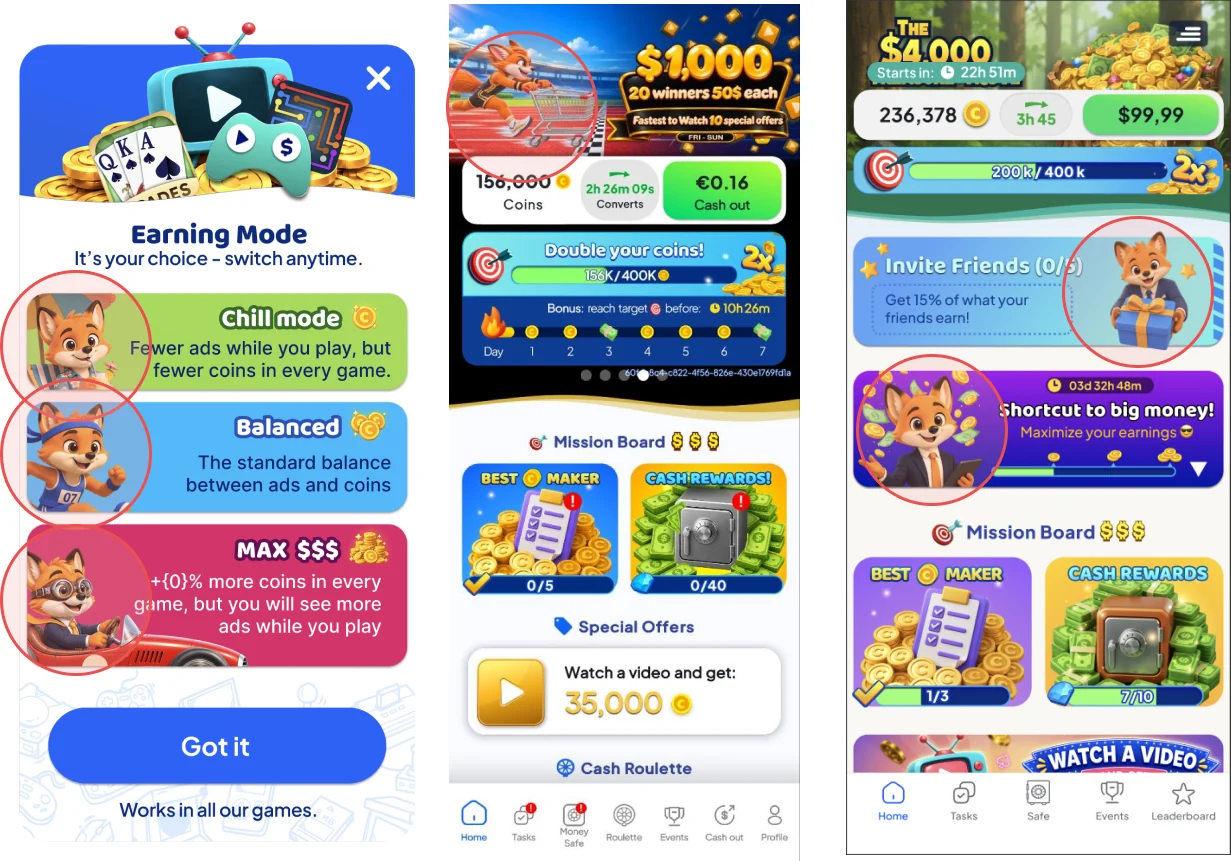 Q
K
A
ADES
$
Earning Mode
It's your choice – switch anytime.
Chill mode
Fewer ads while you play, but
fewer coins in every game.
07
Balanced
The standard balance
between ads and coins
MAX $$$
+{0}% more coins in every
game, but you will see more
ads while you play
Got it
Works in all our games.
$1,000
20 winners 50$ each
Fastest to Watch 10 special offers
FRI - SUN
156,000
Coins
2h 26m 09s
Converts
€0.16
Cash out
Double your coins!
156K/400K
2x
Bonus: reach target before: 10h26m
Day 1 2 3 4 5 6 7
Mission Board $ $ $
BEST C MAKER
0/5
CASH REWARDS!
0/40
Special Offers
Watch a video and get:
35,000
Cash Roulette
Home
Tasks
Money
Safe
Roulette
Events
Cash out
Profile
THE
$4,000
Starts in: 22h 51m
236,378
3h 45
$99,99
200k/400k
2x
Invite Friends (0/5)
Get 15% of what your
friends earn!
03d 32h 48m
Shortcut to big money!
Maximize your earnings 😎
Mission Board $ $ $
BEST C MAKER
1/3
CASH REWARDS
7/10
WATCH A VIDEO
Home
Tasks
Safe
Events
Leaderboard